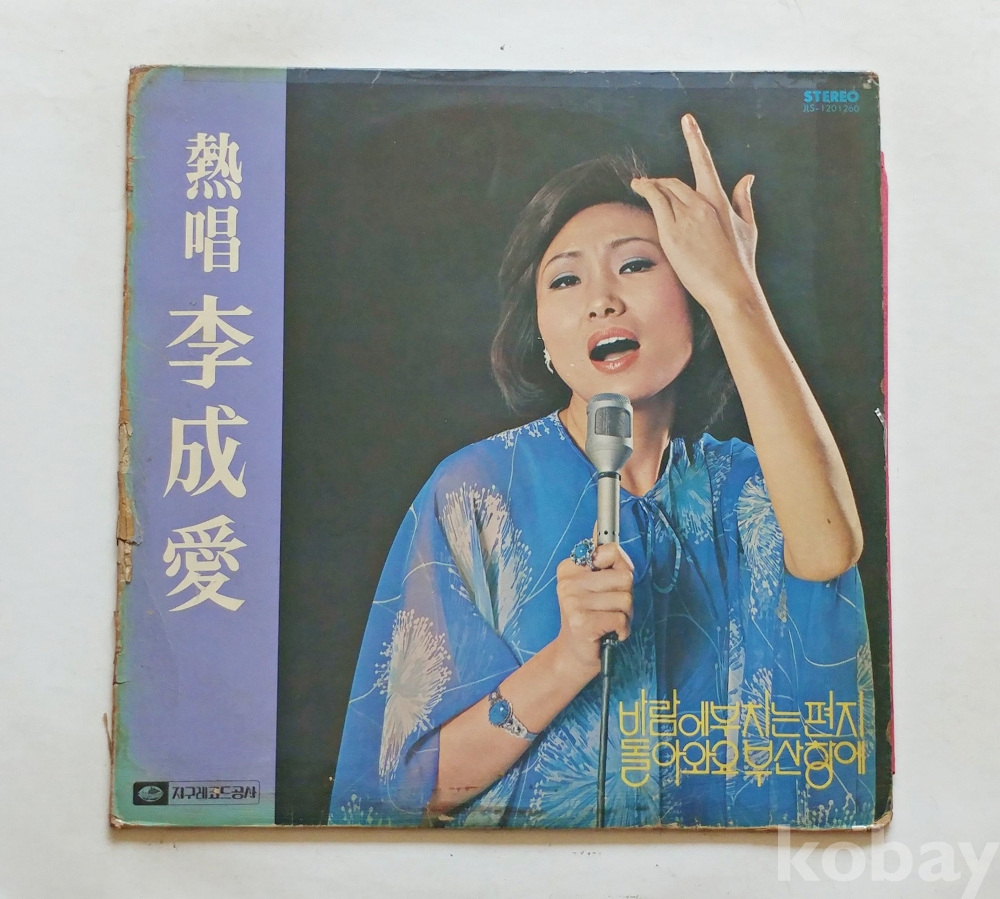 熱唱 李成愛
STEREO
JLS-1201260
바람에부치는편지
돌아와요부산항에
지구레코드공사
kobay